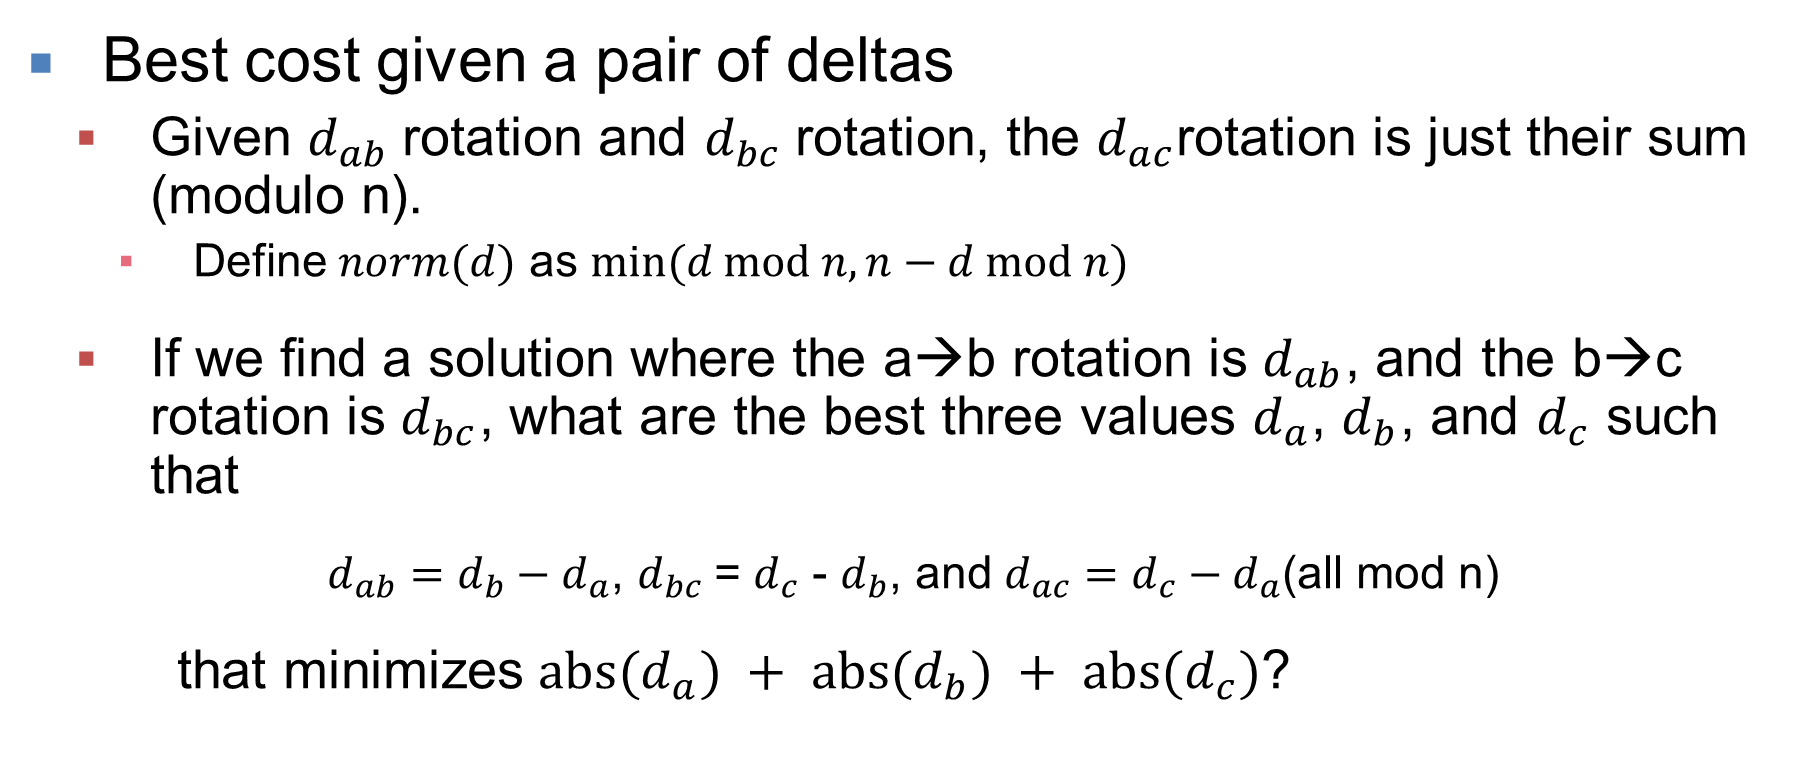 Best cost given a pair of deltas
Given d_ab rotation and d_bc rotation, the d_ac rotation is just their sum
(modulo n).
Define norm(d) as min(d mod n, n − d mod n)
If we find a solution where the a→b rotation is d_ab, and the b→c
rotation is d_bc, what are the best three values d_a, d_b, and d_c such
that
d_ab = d_b − d_a, d_bc = d_c - d_b, and d_ac = d_c − d_a(all mod n)
that minimizes abs(d_a) + abs(d_b) + abs(d_c)?